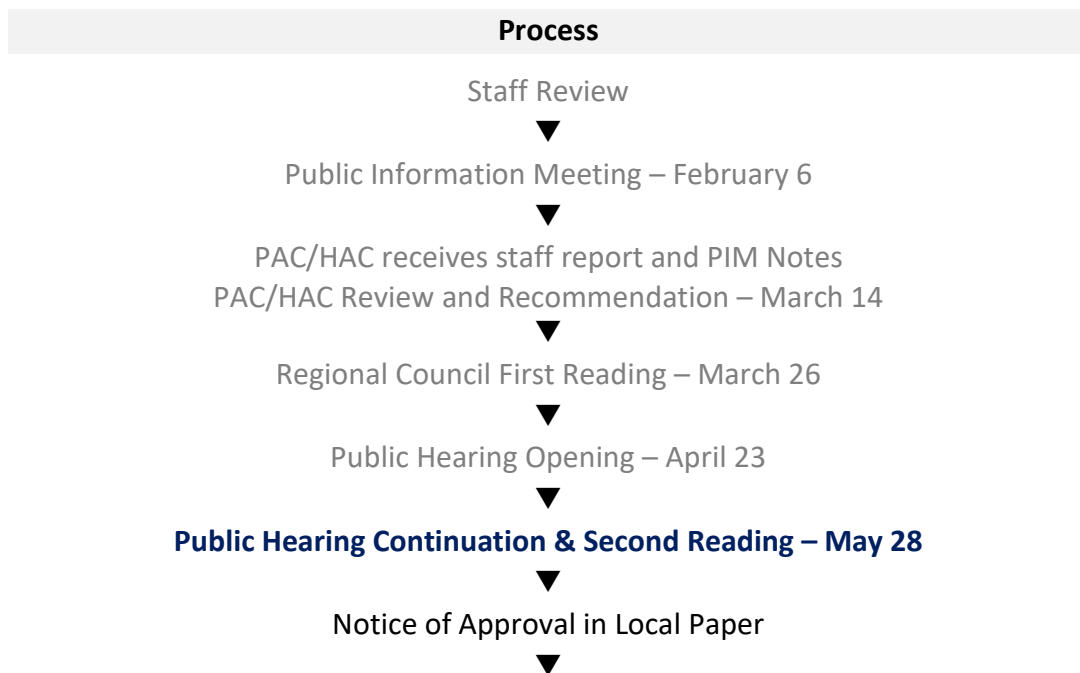 Process
Staff Review
Public Information Meeting – February 6
PAC/HAC receives staff report and PIM Notes
PAC/HAC Review and Recommendation – March 14
Regional Council First Reading – March 26
Public Hearing Opening – April 23
Public Hearing Continuation & Second Reading – May 28
Notice of Approval in Local Paper